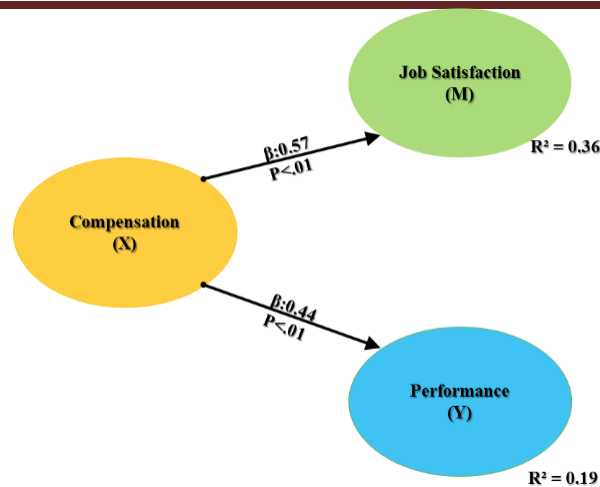 Job Satisfaction
(M)
R² = 0.36
β:0.57
P<.01
Compensation
(X)
β:0.44
P<.01
Performance
(Y)
R² = 0.19